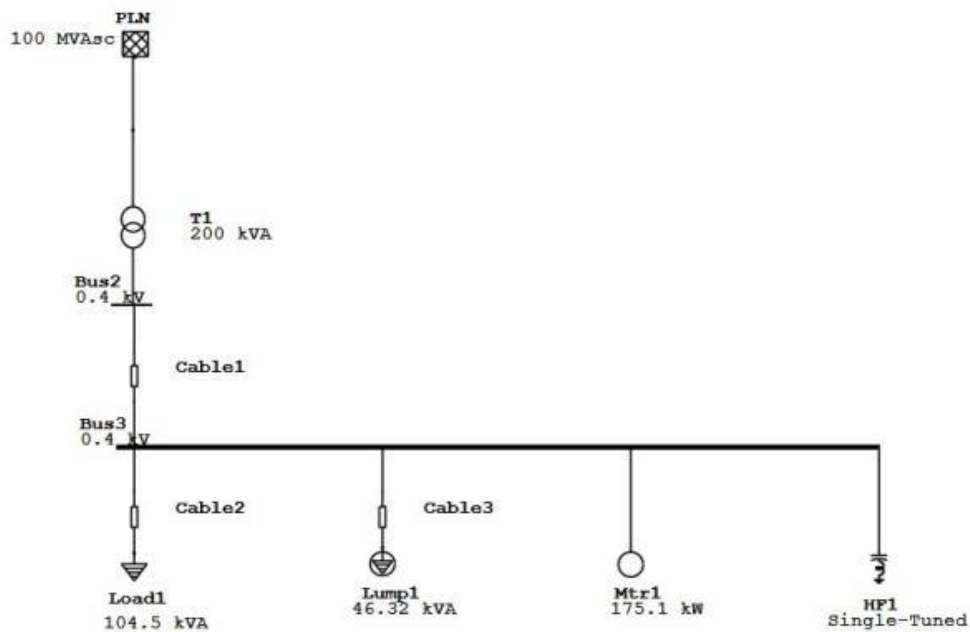 PLN
100 MVAsc
T1
200 kVA
Bus2
0.4 kV
Cable1
Bus3
0.4 kV
Cable2
Cable3
Load1
104.5 kVA
Lump1
46.32 kVA
Mtr1
175.1 kW
HF1
Single-Tuned